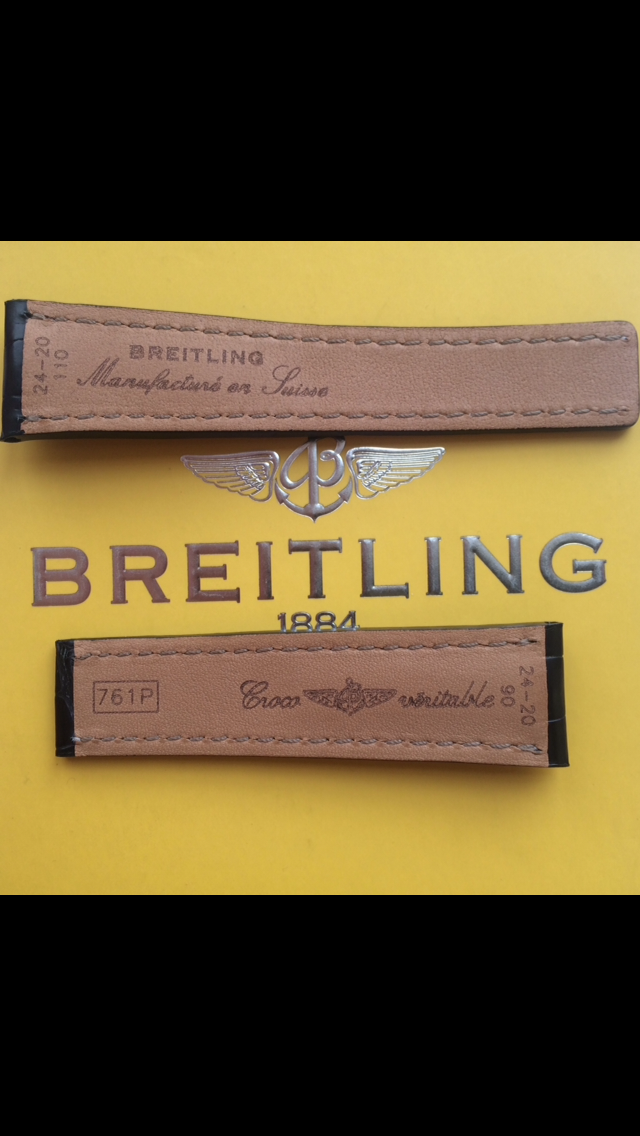 24-20
110
BREITLING
Manufacturé en Suisse
BREITLING
1884
761P
Croco véritable
24-20
90